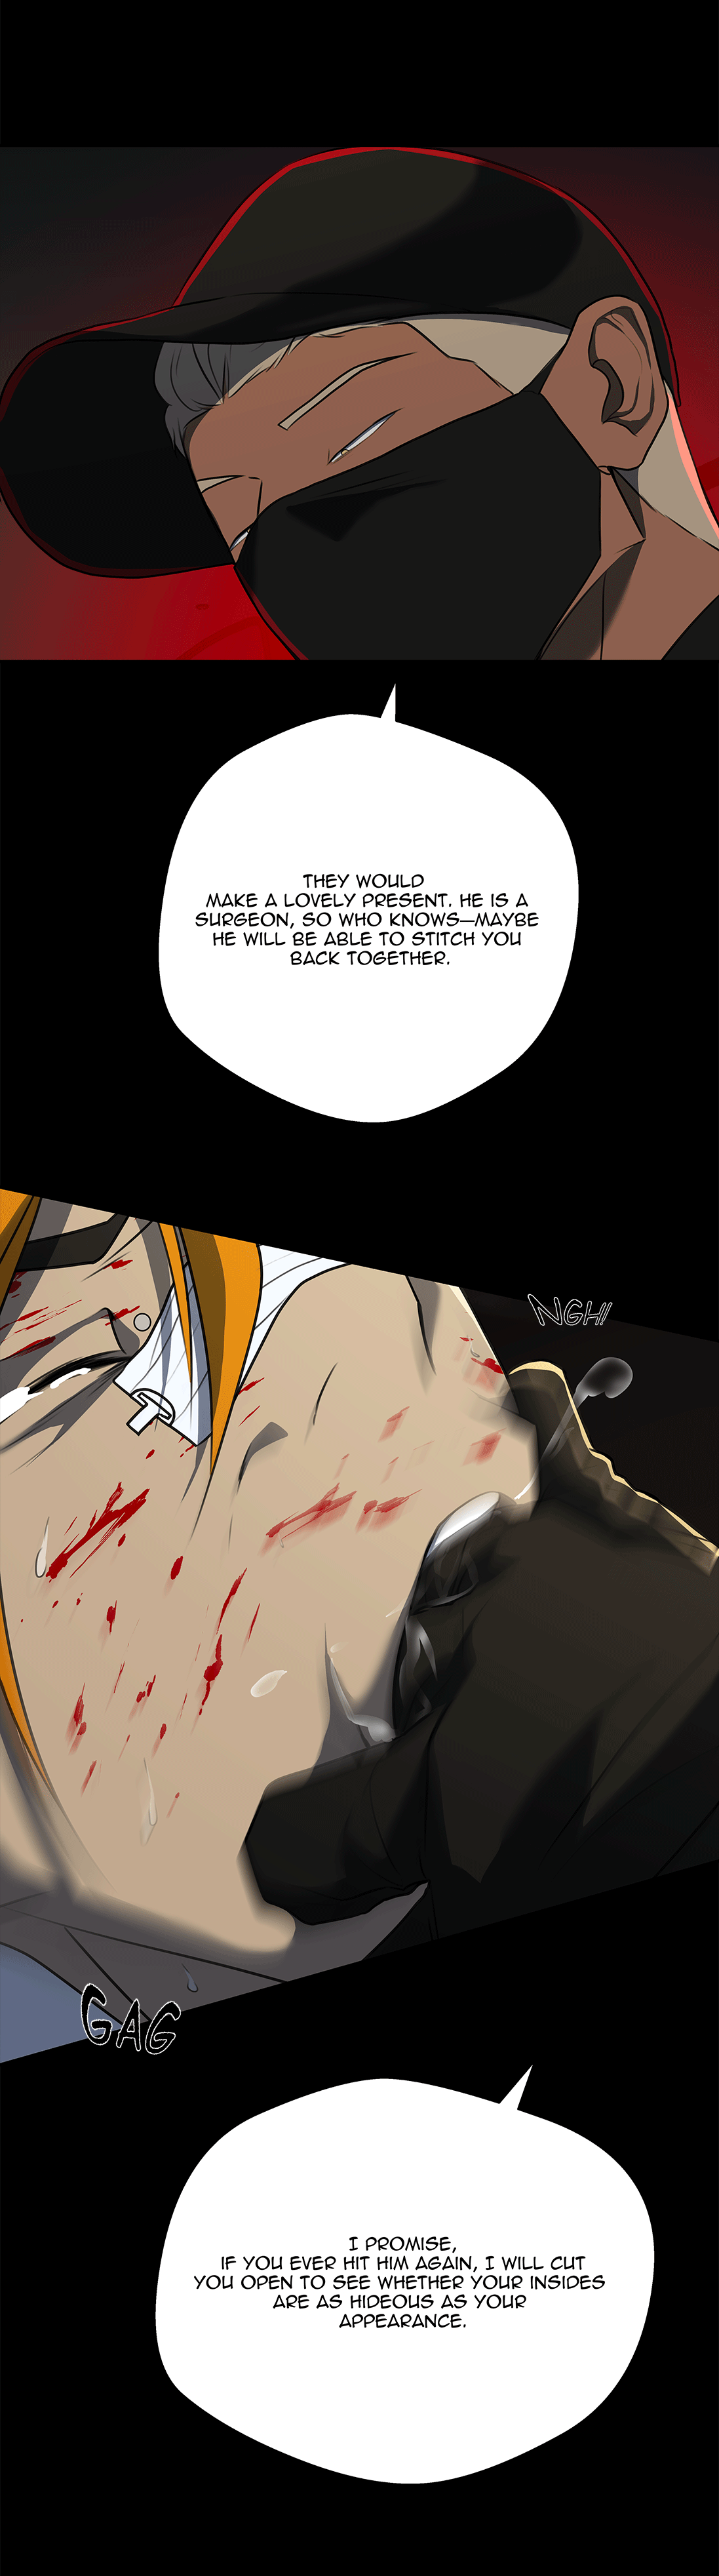 THEY WOULD
MAKE A LOVELY PRESENT. HE IS A
SURGEON, SO WHO KNOWS—MAYBE
HE WILL BE ABLE TO STITCH YOU
BACK TOGETHER.
NGH!
GAG
I PROMISE,
IF YOU EVER HIT HIM AGAIN, I WILL CUT
YOU OPEN TO SEE WHETHER YOUR INSIDES
ARE AS HIDEOUS AS YOUR
APPEARANCE.